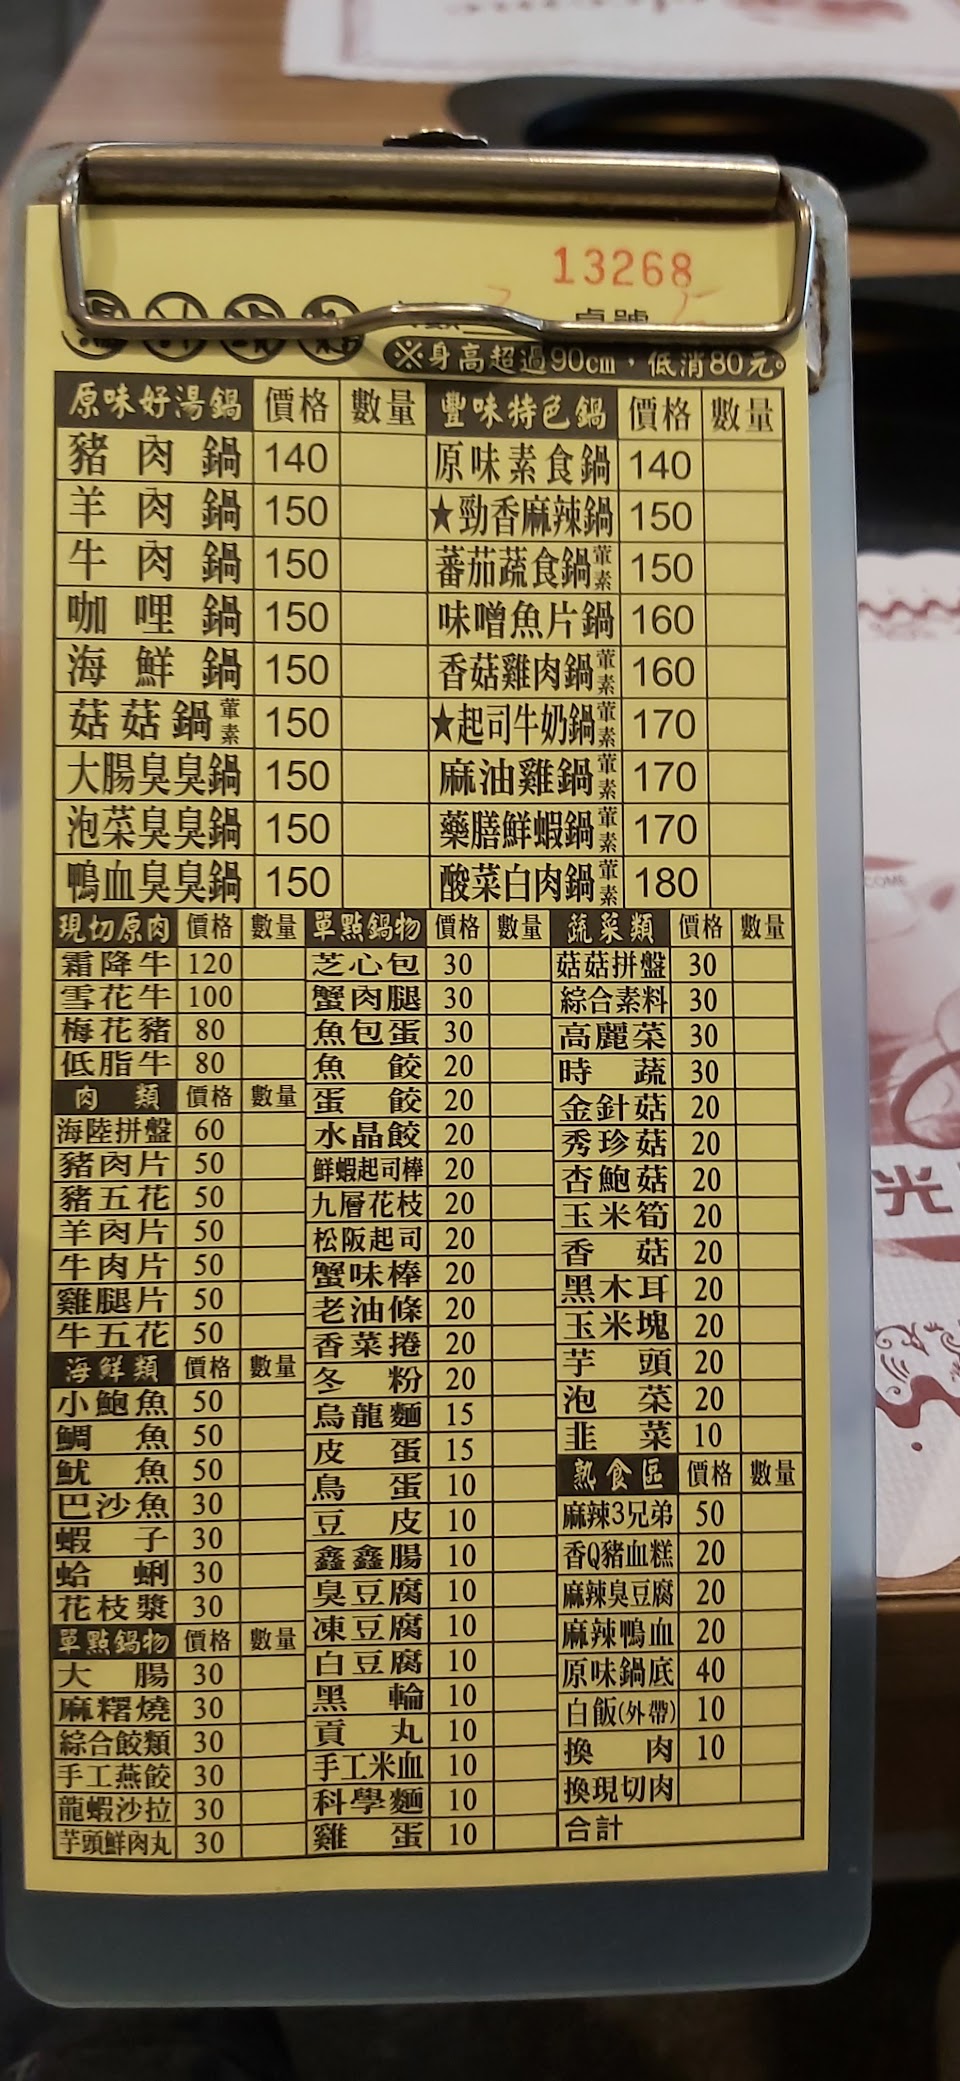 13268
※身高超過90cm，低消80元。
原味好湯鍋 價格 數量 豐味特色鍋 價格 數量
豬肉鍋 140 原味素食鍋 140
羊肉鍋 150 ★勁香麻辣鍋 150
牛肉鍋 150 蕃茄蔬食鍋葷素 150
咖哩鍋 150 味噌魚片鍋 160
海鮮鍋 150 香菇雞肉鍋葷素 160
菇菇鍋葷素 150 ★起司牛奶鍋葷素 170
大腸臭臭鍋 150 麻油雞鍋葷素 170
泡菜臭臭鍋 150 藥膳鮮蝦鍋葷素 170
鴨血臭臭鍋 150 酸菜白肉鍋葷素 180
現切原肉 價格 數量
霜降牛 120
雪花牛 100
梅花豬 80
低脂牛 80
肉類 價格 數量
海陸拼盤 60
豬肉片 50
豬五花 50
羊肉片 50
牛肉片 50
雞腿片 50
牛五花 50
海鮮類 價格 數量
小鮑魚 50
鯛魚 50
魷魚 50
巴沙魚 30
蝦子 30
蛤蜊 30
花枝漿 30
單點鍋物 價格 數量
大腸 30
麻糬燒 30
綜合餃類 30
手工燕餃 30
龍蝦沙拉 30
芋頭鮮肉丸 30
單點鍋物 價格 數量
芝心包 30
蟹肉腿 30
魚包蛋 30
魚餃 20
蛋餃 20
水晶餃 20
鮮蝦起司棒 20
九層花枝 20
松阪起司 20
蟹味棒 20
老油條 20
香菜捲 20
冬粉 20
烏龍麵 15
皮蛋 15
鳥蛋 10
豆皮 10
鑫鑫腸 10
臭豆腐 10
凍豆腐 10
白豆腐 10
黑輪 10
貢丸 10
手工米血 10
科學麵 10
雞蛋 10
蔬菜類 價格 數量
菇菇拼盤 30
綜合素料 30
高麗菜 30
時蔬 30
金針菇 20
秀珍菇 20
杏鮑菇 20
玉米筍 20
香菇 20
黑木耳 20
玉米塊 20
芋頭 20
泡菜 20
韭菜 10
熟食區 價格 數量
麻辣3兄弟 50
香Q豬血糕 20
麻辣臭豆腐 20
麻辣鴨血 20
原味鍋底 40
白飯(外帶) 10
換肉 10
換現切肉
合計
光